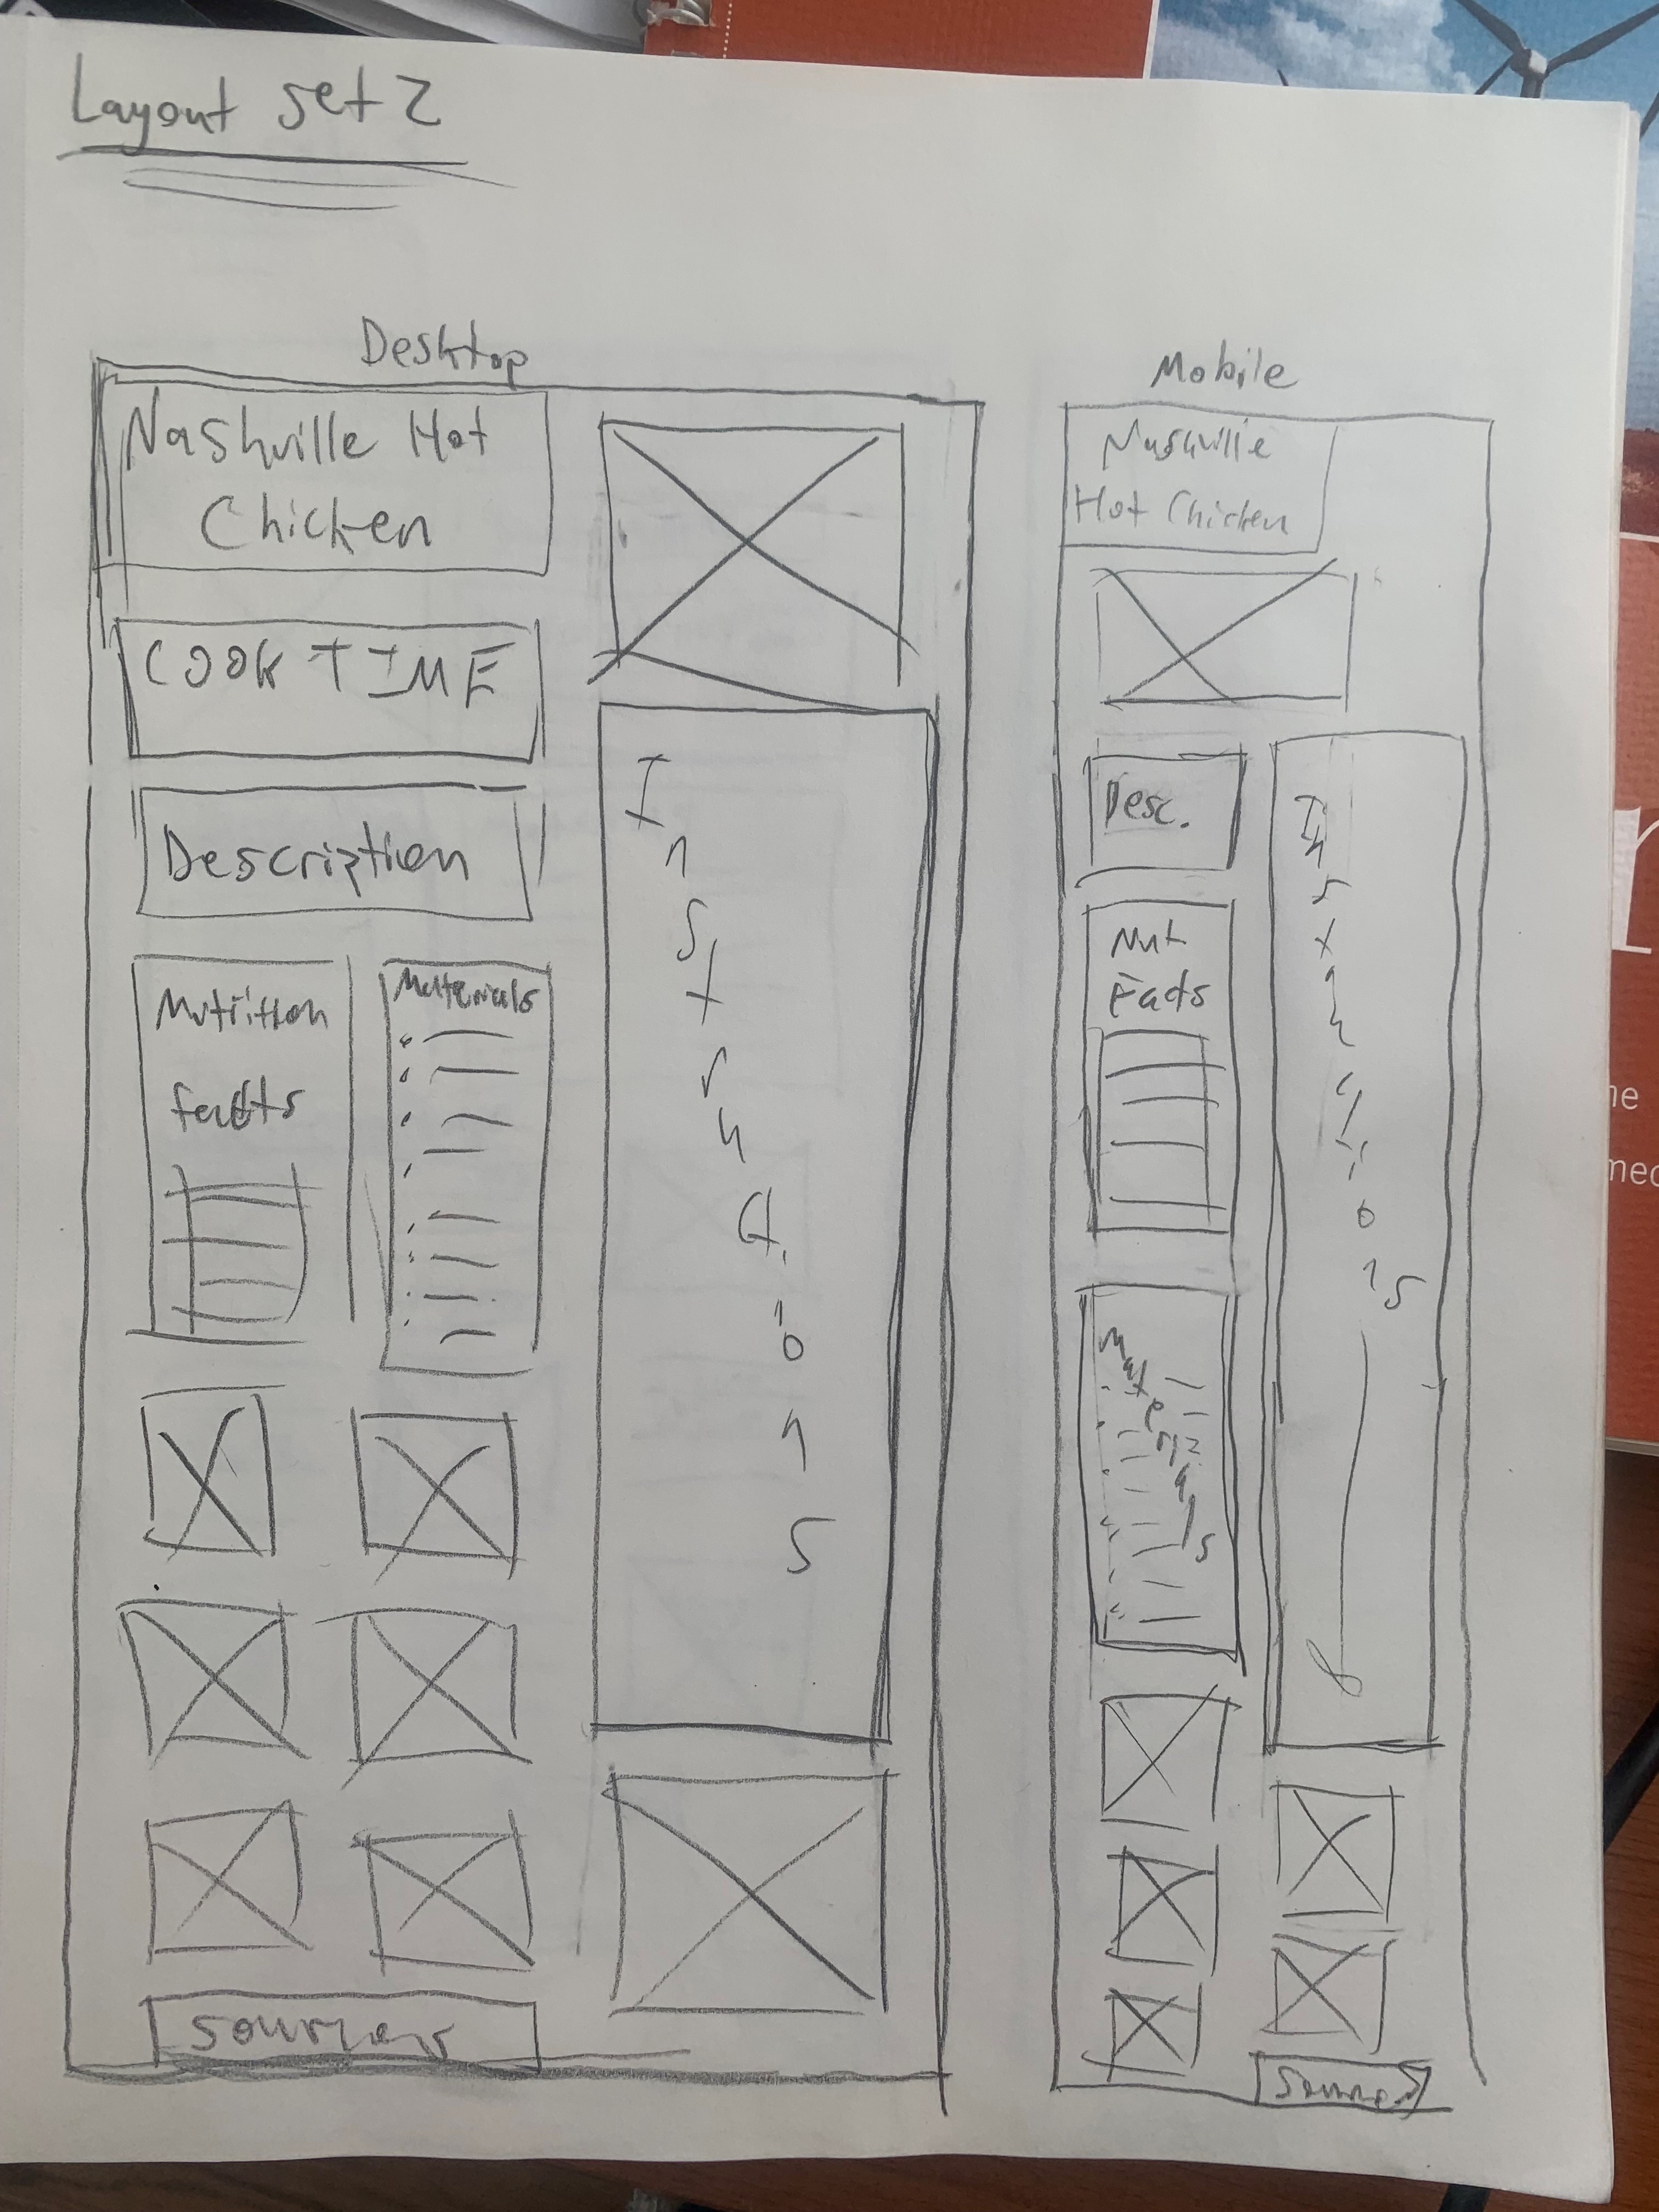 Layout set 2
Desktop
Nashville Hot
Chicken
COOK TIME
Description
Nutrition
facts
Materials
Instructions
Sources
Mobile
Nashville
Hot Chicken
Desc.
Nut
Facts
Materials
Instructions
Sources
r
ne
med